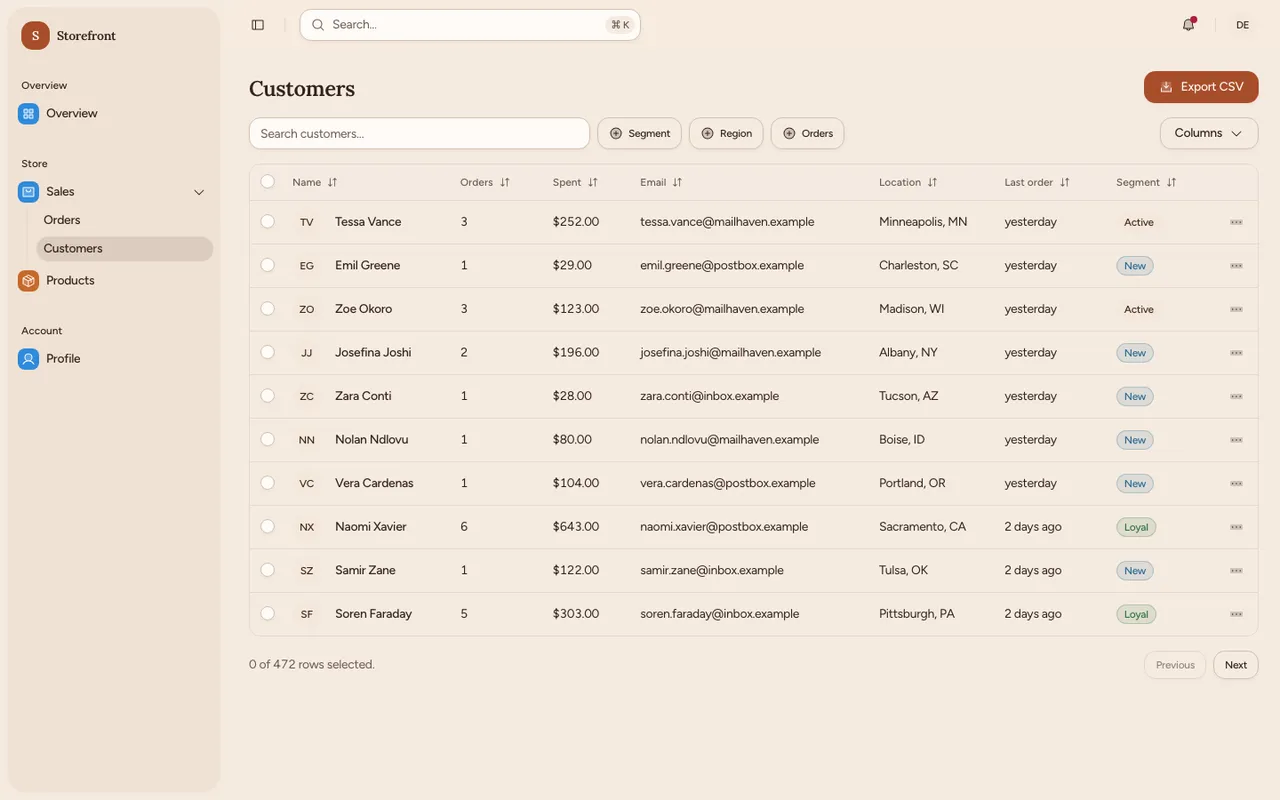 S Storefront
Search... ⌘ K
DE
Overview
Overview
Store
Sales
Orders
Customers
Products
Account
Profile
Customers
Export CSV
Search customers...
Segment
Region
Orders
Columns
Name Orders Spent Email Location Last order Segment
TV Tessa Vance 3 $252.00 tessa.vance@mailhaven.example Minneapolis, MN yesterday Active
EG Emil Greene 1 $29.00 emil.greene@postbox.example Charleston, SC yesterday New
ZO Zoe Okoro 3 $123.00 zoe.okoro@mailhaven.example Madison, WI yesterday Active
JJ Josefina Joshi 2 $196.00 josefina.joshi@mailhaven.example Albany, NY yesterday New
ZC Zara Conti 1 $28.00 zara.conti@inbox.example Tucson, AZ yesterday New
NN Nolan Ndlovu 1 $80.00 nolan.ndlovu@mailhaven.example Boise, ID yesterday New
VC Vera Cardenas 1 $104.00 vera.cardenas@postbox.example Portland, OR yesterday New
NX Naomi Xavier 6 $643.00 naomi.xavier@postbox.example Sacramento, CA 2 days ago Loyal
SZ Samir Zane 1 $122.00 samir.zane@inbox.example Tulsa, OK 2 days ago New
SF Soren Faraday 5 $303.00 soren.faraday@inbox.example Pittsburgh, PA 2 days ago Loyal
0 of 472 rows selected.
Previous
Next